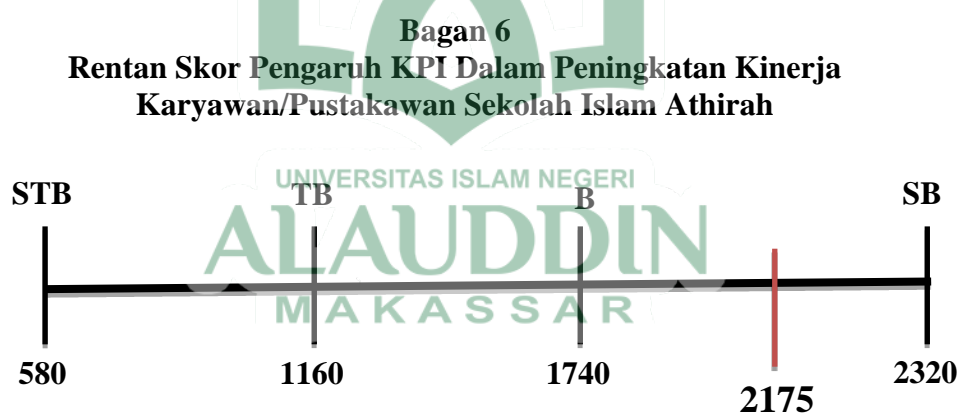 Bagan 6
Rentan Skor Pengaruh KPI Dalam Peningkatan Kinerja
Karyawan/Pustakawan Sekolah Islam Athirah
UNIVERSITAS ISLAM NEGERI
STB TB B SB
ALAUDDIN
MAKASSAR
580 1160 1740 2320
2175